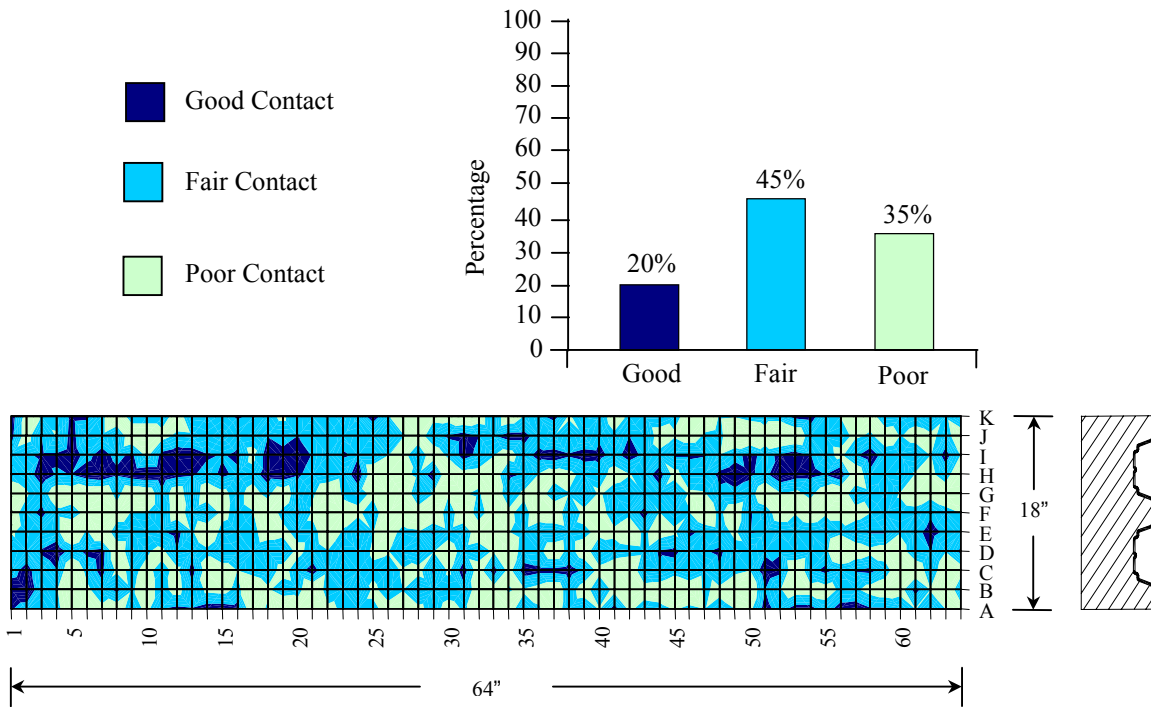 Good Contact
Fair Contact
Poor Contact
Percentage
100
90
80
70
60
50
40
30
20
10
0
20%
45%
35%
Good Fair Poor
K
J
I
H
G
F
E
D
C
B
A
1 5 10 15 20 25 30 35 40 45 50 55 60
18”
64”